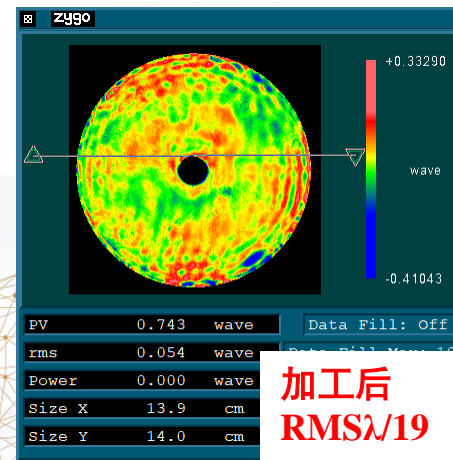 zygo
+0.33290
wave
-0.41043
PV 0.743 wave
Data Fill: Off
rms 0.054 wave
Power 0.000 wave
Size X 13.9 cm
Size Y 14.0 cm
加工后
RMSλ/19